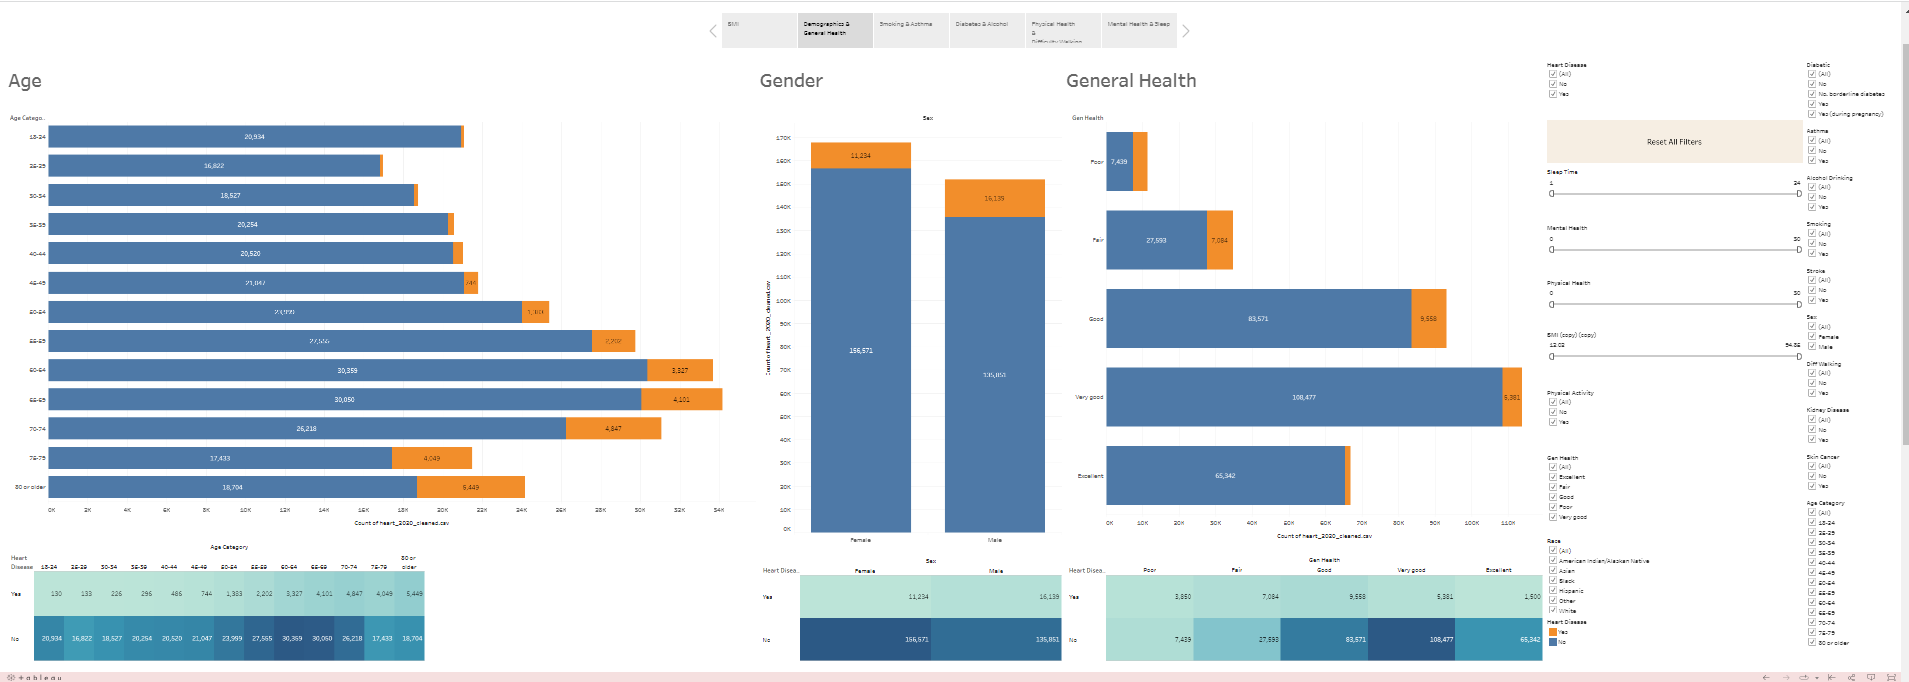 BMI
Demographics & General Health
Smoking & Asthma
Diabetes & Alcohol
Physical Health & Difficulty Walking
Mental Health & Sleep
Age
Age Catego..
18-24 20,934
25-29 16,822
30-34 18,527
35-39 20,254
40-44 20,520
45-49 21,047 744
50-54 23,999 1,383
55-59 27,555 2,202
60-64 30,359 3,327
65-69 30,050 4,101
70-74 26,218 4,847
75-79 17,433 4,049
80 or older 18,704 5,449
0K 2K 4K 6K 8K 10K 12K 14K 16K 18K 20K 22K 24K 26K 28K 30K 32K 34K
Count of heart_2020_cleaned.csv
Age Category
Heart Disease 18-24 25-29 30-34 35-39 40-44 45-49 50-54 55-59 60-64 65-69 70-74 75-79 80 or older
Yes 130 133 226 296 486 744 1,383 2,202 3,327 4,101 4,847 4,049 5,449
No 20,934 16,822 18,527 20,254 20,520 21,047 23,999 27,555 30,359 30,050 26,218 17,433 18,704
Gender
Sex
170K
160K
150K
140K
130K
120K
110K
100K
90K
80K
70K
60K
50K
40K
30K
20K
10K
0K
Count of heart_2020_cleaned.csv
11,234
156,571
16,139
135,851
Female Male
Sex
Heart Disea.. Female Male
Yes 11,234 16,139
No 156,571 135,851
General Health
Gen Health
Poor 7,439
Fair 27,593 7,084
Good 83,571 9,558
Very good 108,477 5,381
Excellent 65,342
0K 10K 20K 30K 40K 50K 60K 70K 80K 90K 100K 110K
Count of heart_2020_cleaned.csv
Gen Health
Heart Disea.. Poor Fair Good Very good Excellent
Yes 3,850 7,084 9,558 5,381 1,500
No 7,439 27,593 83,571 108,477 65,342
Heart Disease
(All)
No
Yes
Reset All Filters
Sleep Time
1 24
Mental Health
0 30
Physical Health
0 30
BMI (copy) (copy)
12.02 94.85
Physical Activity
(All)
No
Yes
Gen Health
(All)
Excellent
Fair
Good
Poor
Very good
Race
(All)
American Indian/Alaskan Native
Asian
Black
Hispanic
Other
White
Heart Disease
Yes
No
Diabetic
(All)
No
No, borderline diabetes
Yes
Yes (during pregnancy)
Asthma
(All)
No
Yes
Alcohol Drinking
(All)
No
Yes
Smoking
(All)
No
Yes
Stroke
(All)
No
Yes
Sex
(All)
Female
Male
Diff Walking
(All)
No
Yes
Kidney Disease
(All)
No
Yes
Skin Cancer
(All)
No
Yes
Age Category
(All)
18-24
25-29
30-34
35-39
40-44
45-49
50-54
55-59
60-64
65-69
70-74
75-79
80 or older
+ableau